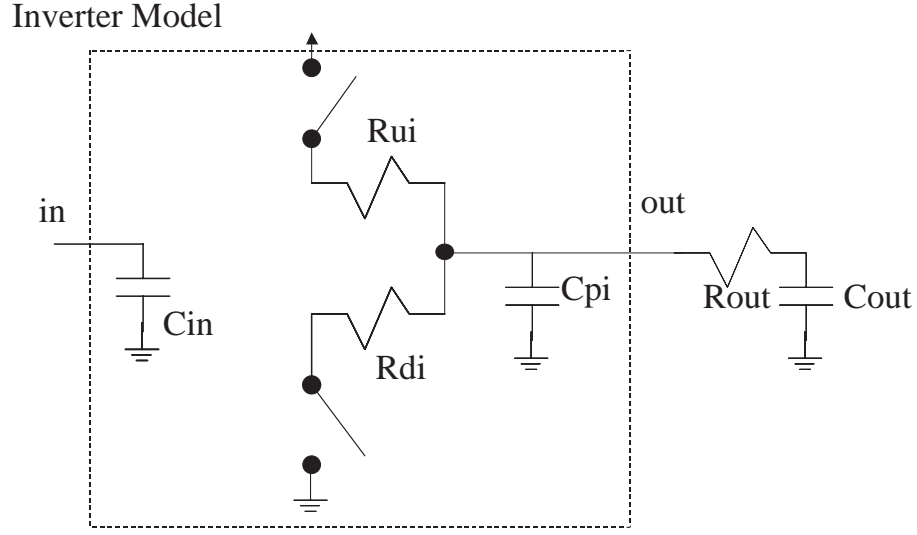 Inverter Model
Rui
in
out
Cin
Cpi
Rout
Cout
Rdi